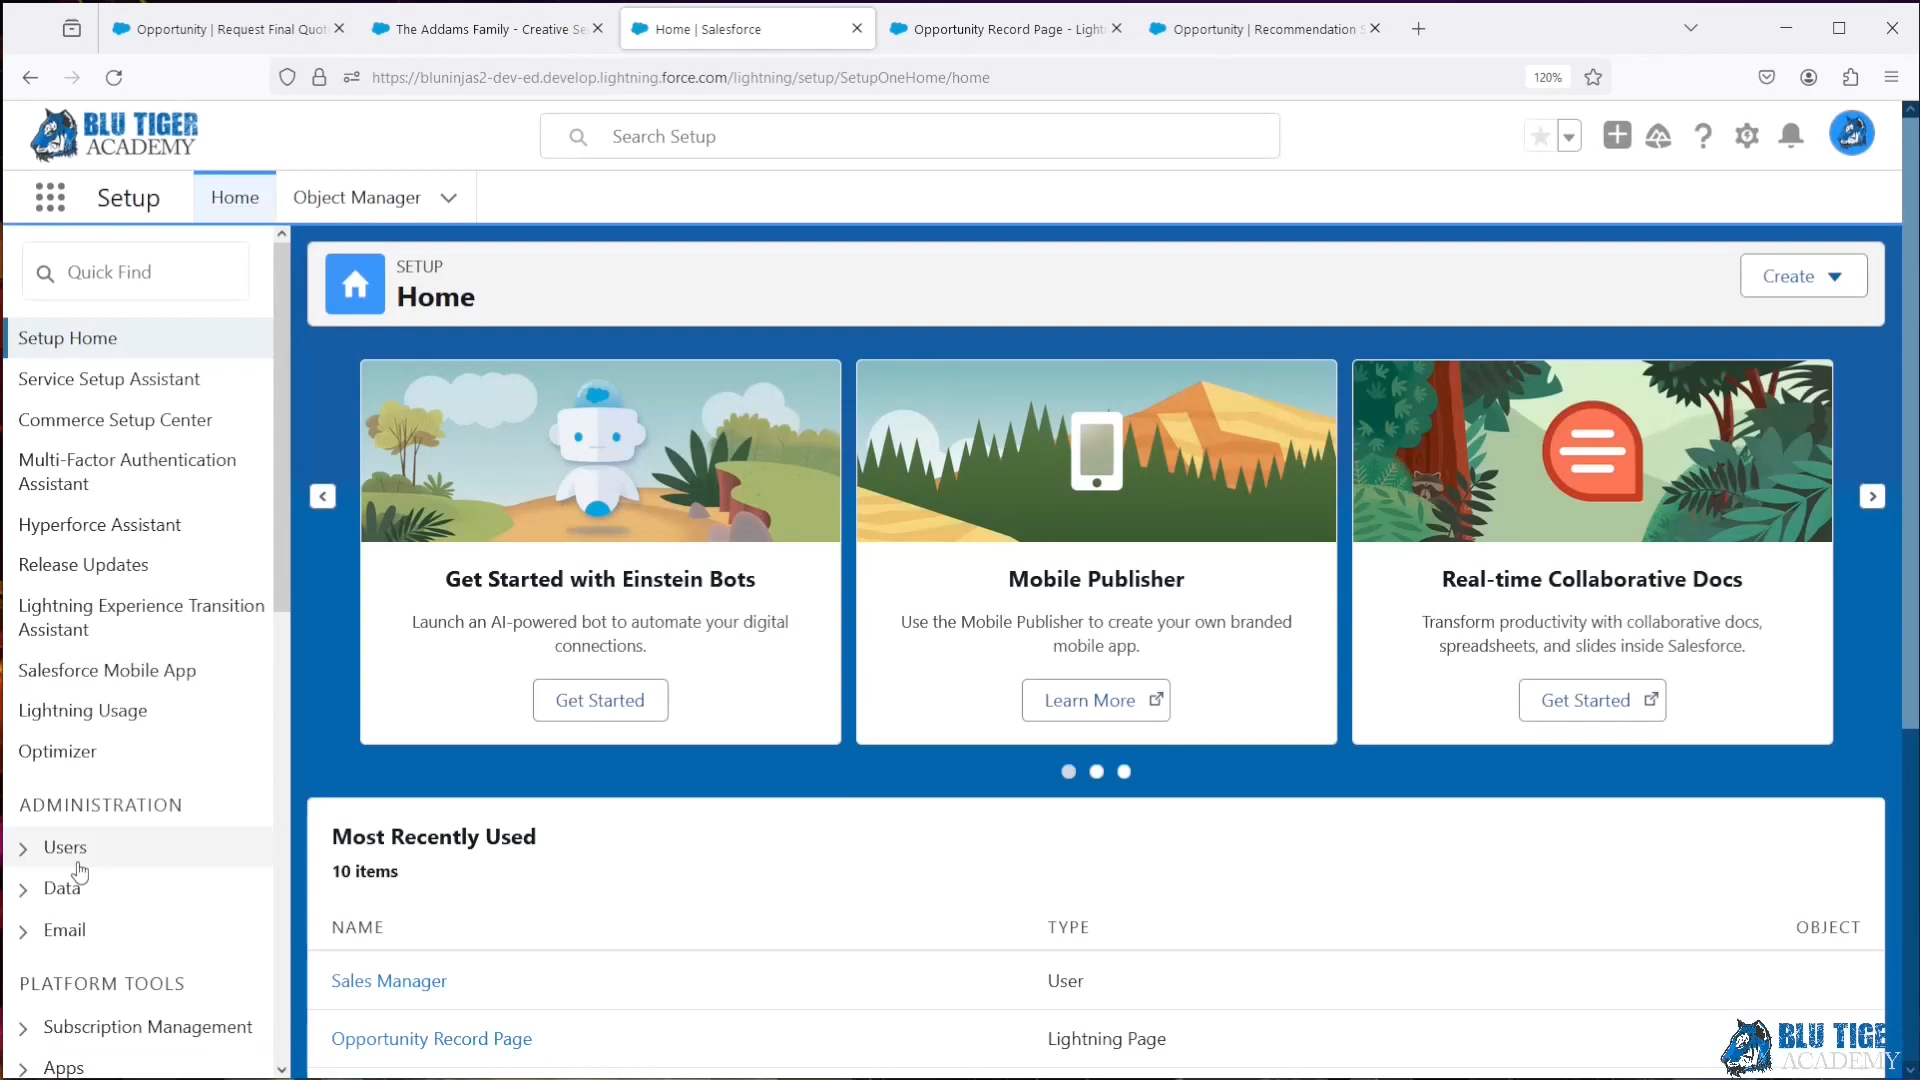 Opportunity | Request Final Quot
The Addams Family - Creative Se
Home | Salesforce
Opportunity Record Page - Light
Opportunity | Recommendation S
https://bluninjas2-dev-ed.develop.lightning.force.com/lightning/setup/SetupOneHome/home
120%
BLU TIGER
ACADEMY
Search Setup
Setup
Home
Object Manager
Quick Find
Setup Home
Service Setup Assistant
Commerce Setup Center
Multi-Factor Authentication
Assistant
Hyperforce Assistant
Release Updates
Lightning Experience Transition
Assistant
Salesforce Mobile App
Lightning Usage
Optimizer
ADMINISTRATION
Users
Data
Email
PLATFORM TOOLS
Subscription Management
Apps
SETUP
Home
Create
Get Started with Einstein Bots
Launch an AI-powered bot to automate your digital
connections.
Get Started
Mobile Publisher
Use the Mobile Publisher to create your own branded
mobile app.
Learn More
Real-time Collaborative Docs
Transform productivity with collaborative docs,
spreadsheets, and slides inside Salesforce.
Get Started
Most Recently Used
10 items
NAME
TYPE
OBJECT
Sales Manager
User
Opportunity Record Page
Lightning Page
BLU TIGE
ACADEMY